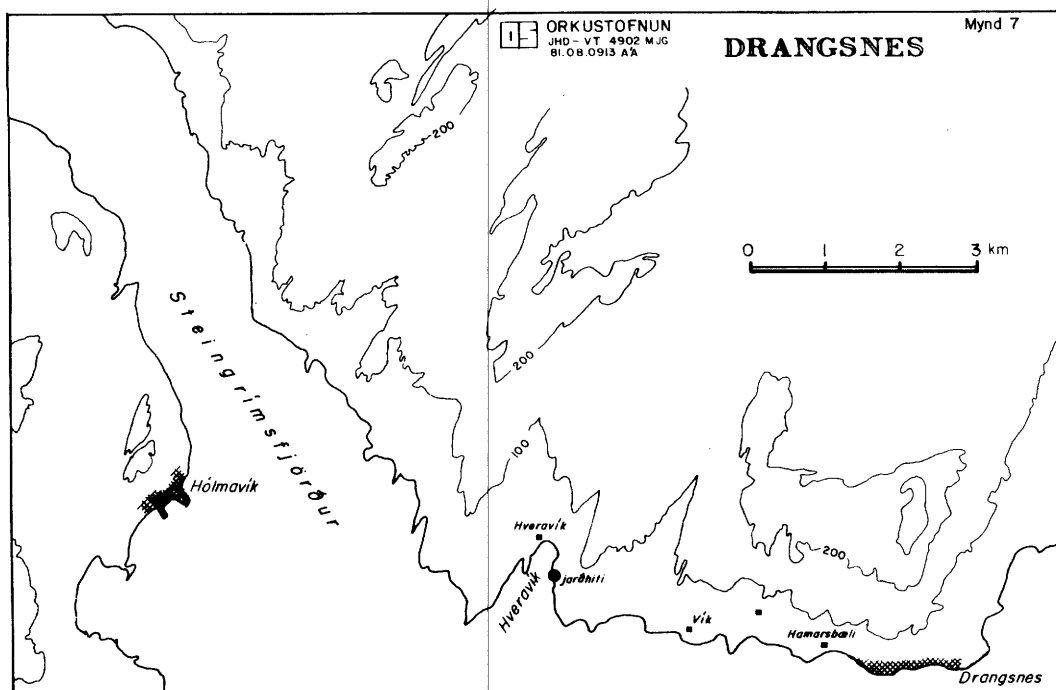 ORKUSTOFNUN
JHD - VT 4902 MJG
81.08.0913 AÁ
Mynd 7
DRANGSNES
200
0 1 2 3 km
Steingrímsfjörður
200
100
Hólmavík
Hveravík
200
jarðhiti
Hveravík
Vík
Hamarsbæli
Drangsnes